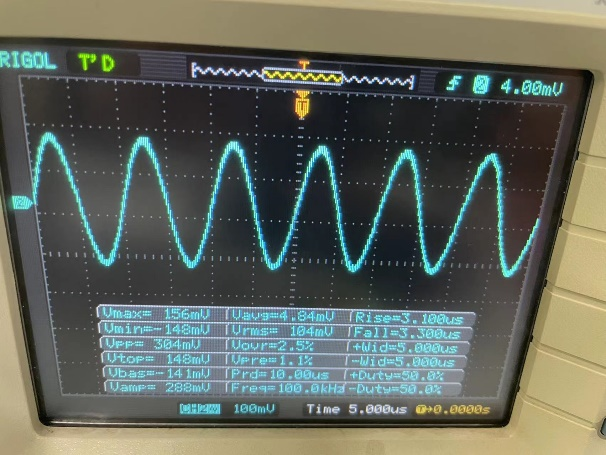 RIGOL T'D 4.00mV
Vmax= 156mV Vavg=4.84mV Rise=3.100us
Vmin=-148mV Vrms= 104mV Fall=3.300us
Vpp= 304mV Vovr=2.5% +Wid=5.000us
Vtop= 148mV Vpre=1.1% -Wid=5.000us
Vbas=-141mV Prd=10.00us +Duty=50.0%
Vamp= 288mV Freq=100.0kHz -Duty=50.0%
CH2 100mV Time 5.000us 0.0000s